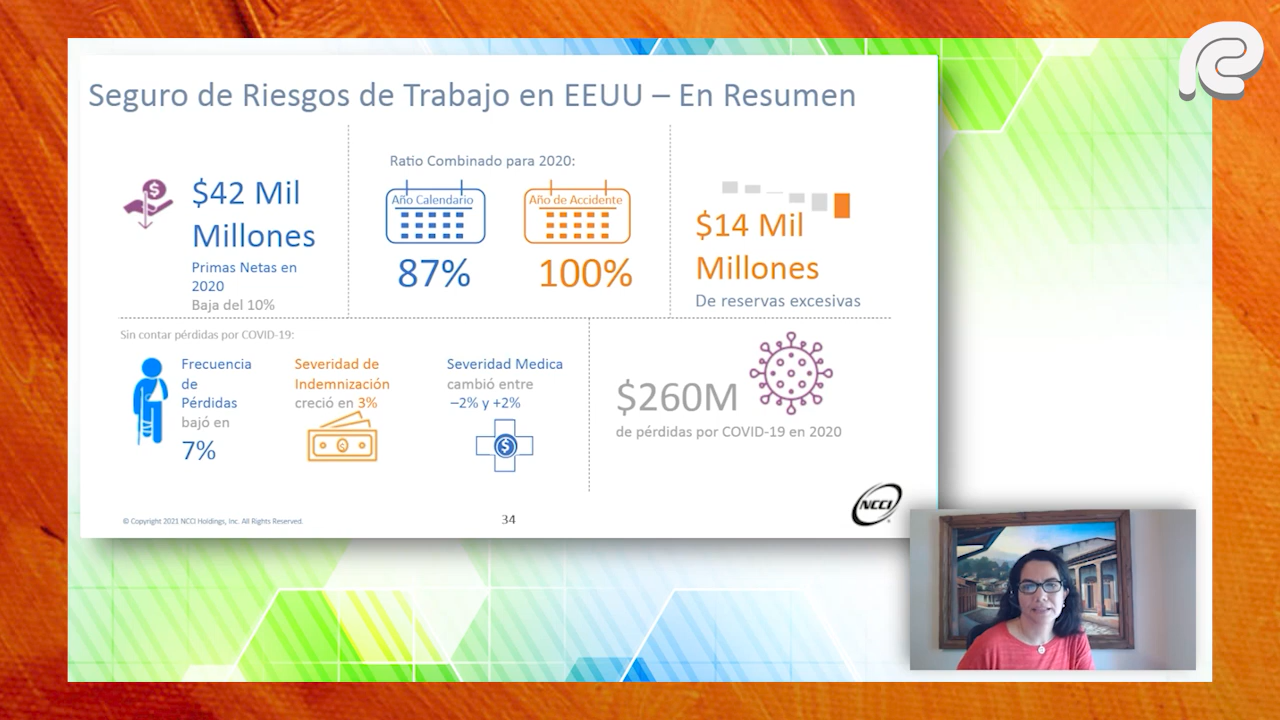 Seguro de Riesgos de Trabajo en EEUU – En Resumen
$42 Mil
Millones
Primas Netas en
2020
Baja del 10%
Ratio Combinado para 2020:
Año Calendario
87%
Año de Accidente
100%
$14 Mil
Millones
De reservas excesivas
Sin contar pérdidas por COVID-19:
Frecuencia
de
Pérdidas
bajó en
7%
Severidad de
Indemnización
creció en 3%
Severidad Medica
cambió entre
–2% y +2%
$260M
de pérdidas por COVID-19 en 2020
© Copyright 2021 NCCI Holdings, Inc. All Rights Reserved.
34
NCCI